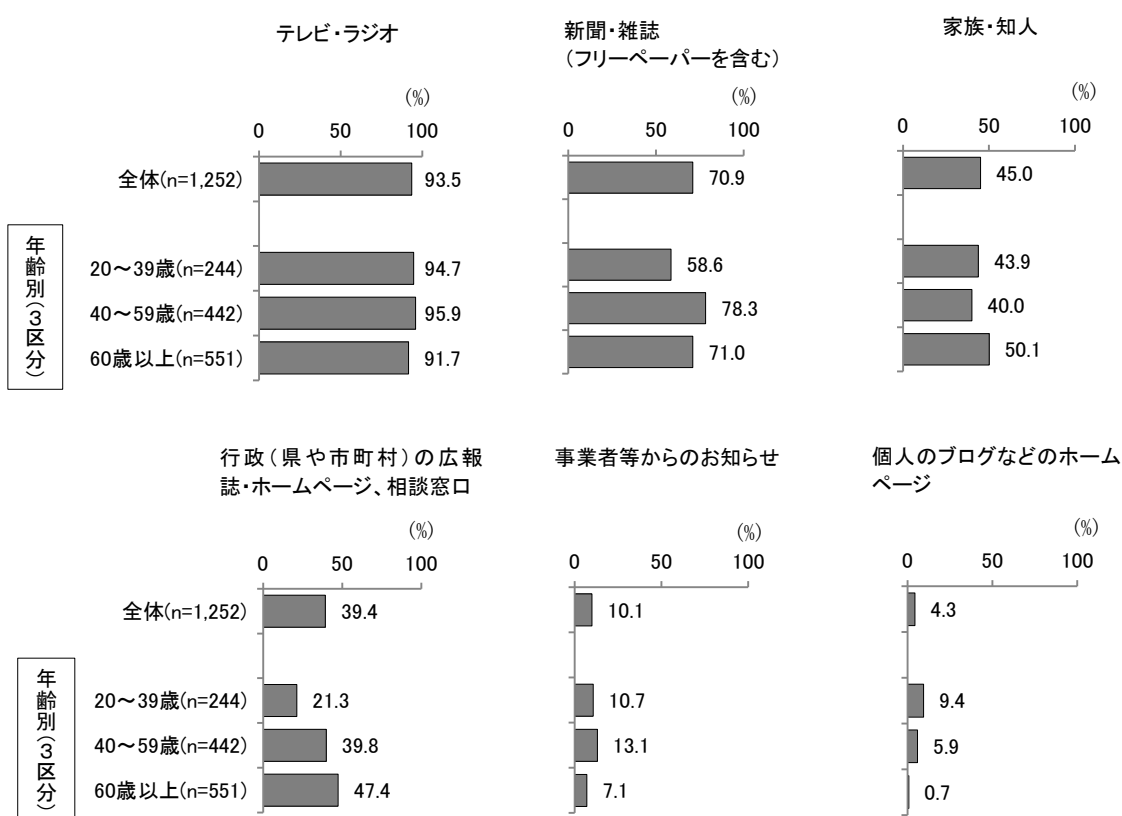 テレビ・ラジオ
新聞・雑誌
（フリーペーパーを含む）
家族・知人
(%)
(%)
(%)
0 50 100
0 50 100
0 50 100
全体(n=1,252) 93.5 70.9 45.0
年齢別（３区分）
20～39歳(n=244) 94.7 58.6 43.9
40～59歳(n=442) 95.9 78.3 40.0
60歳以上(n=551) 91.7 71.0 50.1
行政（県や市町村）の広報
誌・ホームページ、相談窓口
事業者等からのお知らせ
個人のブログなどのホーム
ページ
(%)
(%)
(%)
0 50 100
0 50 100
0 50 100
全体(n=1,252) 39.4 10.1 4.3
年齢別（３区分）
20～39歳(n=244) 21.3 10.7 9.4
40～59歳(n=442) 39.8 13.1 5.9
60歳以上(n=551) 47.4 7.1 0.7